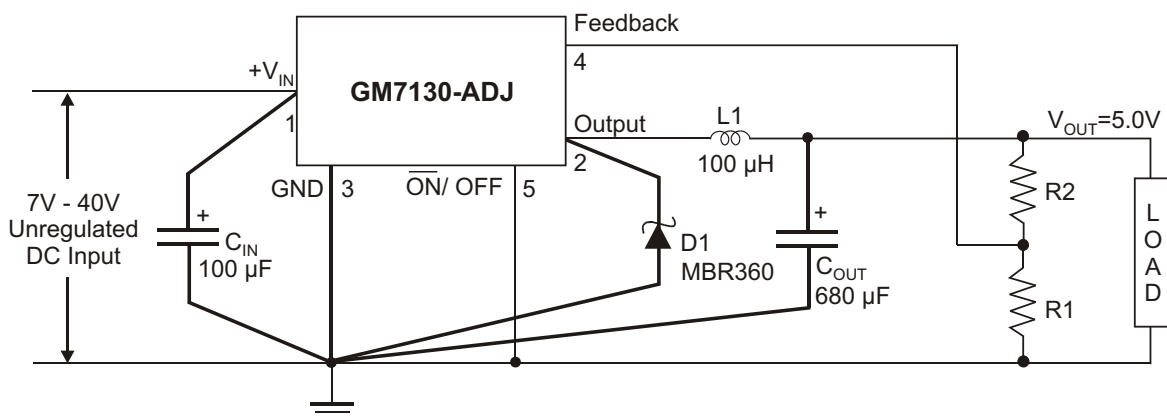 Feedback
4
+V_IN
GM7130-ADJ
1
Output
2
L1
100 µH
V_OUT=5.0V
GND
3
ON/ OFF
5
7V - 40V
Unregulated
DC Input
+
C_IN
100 µF
D1
MBR360
+
C_OUT
680 µF
R2
R1
LOAD